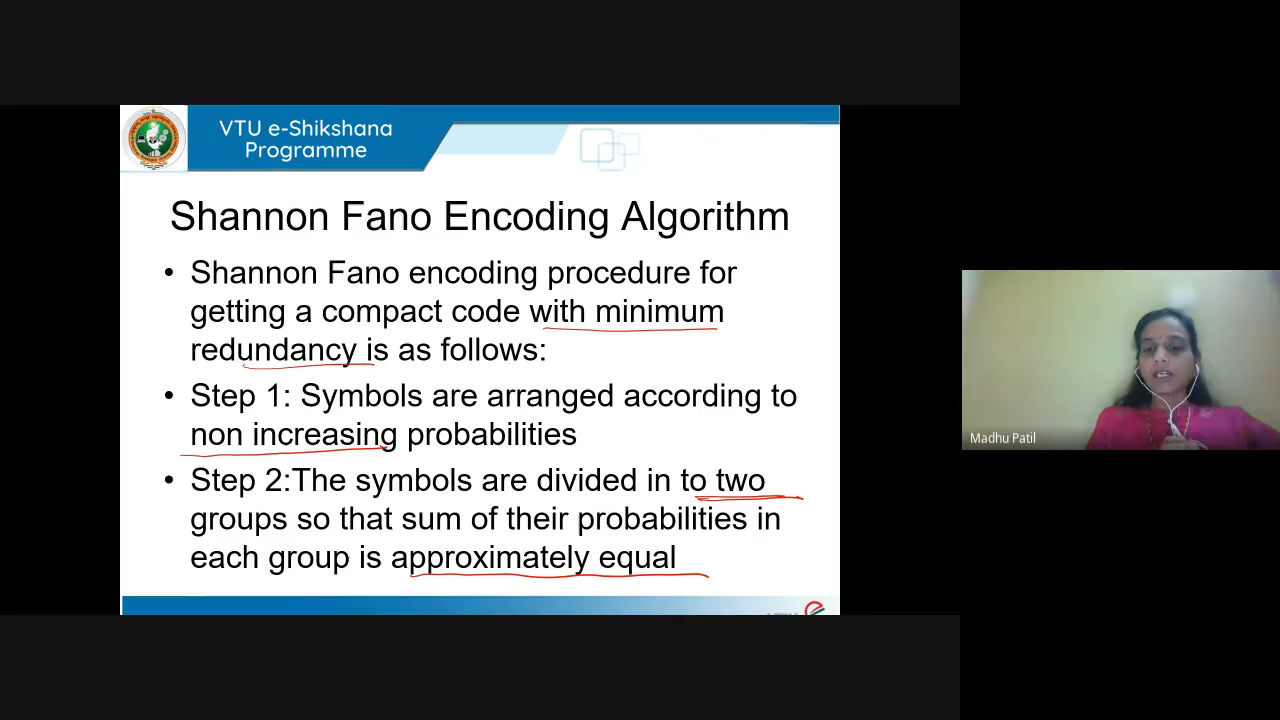 VTU e-Shikshana
Programme
Shannon Fano Encoding Algorithm
• Shannon Fano encoding procedure for
getting a compact code with minimum
redundancy is as follows:
• Step 1: Symbols are arranged according to
non increasing probabilities
• Step 2:The symbols are divided in to two
groups so that sum of their probabilities in
each group is approximately equal
Madhu Patil